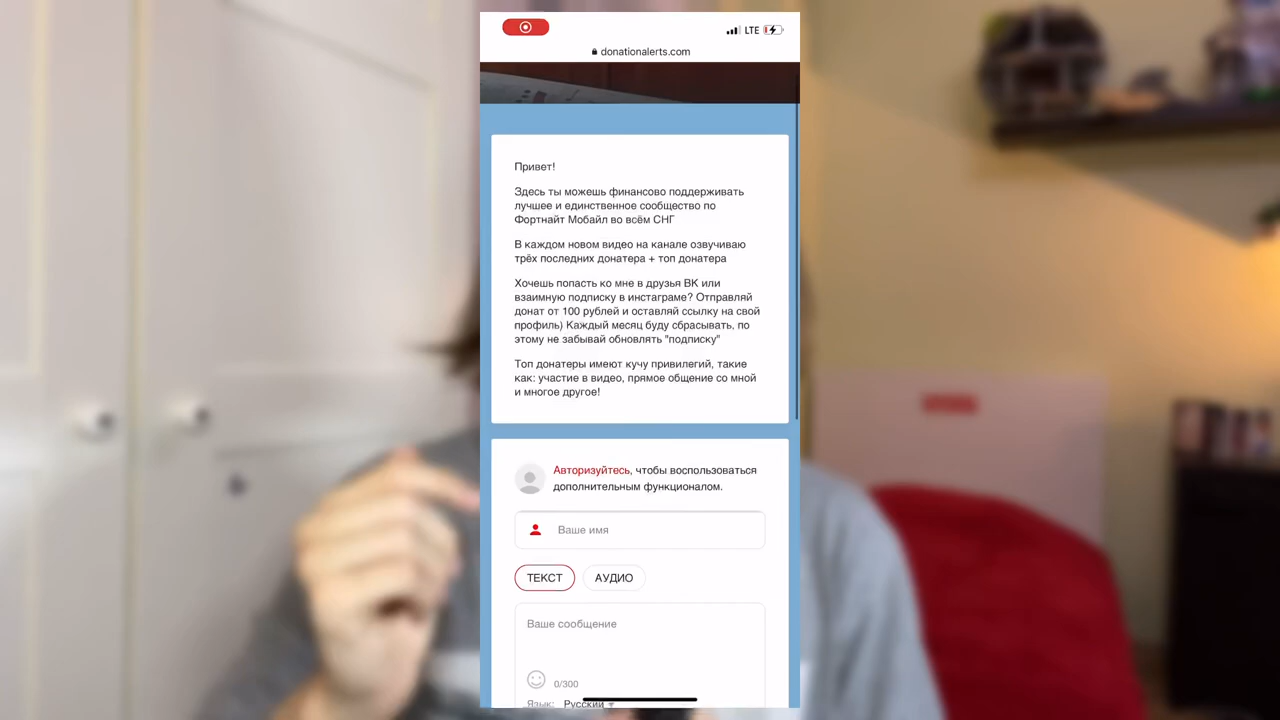 LTE
donationalerts.com
Привет!
Здесь ты можешь финансово поддерживать
лучшее и единственное сообщество по
Фортнайт Мобайл во всём СНГ
В каждом новом видео на канале озвучиваю
трёх последних донатера + топ донатера
Хочешь попасть ко мне в друзья ВК или
взаимную подписку в инстаграме? Отправляй
донат от 100 рублей и оставляй ссылку на свой
профиль) Каждый месяц буду сбрасывать, по
этому не забывай обновлять "подписку"
Топ донатеры имеют кучу привилегий, такие
как: участие в видео, прямое общение со мной
и многое другое!
Авторизуйтесь, чтобы воспользоваться
дополнительным функционалом.
Ваше имя
ТЕКСТ АУДИО
Ваше сообщение
0/300
Язык: Русский